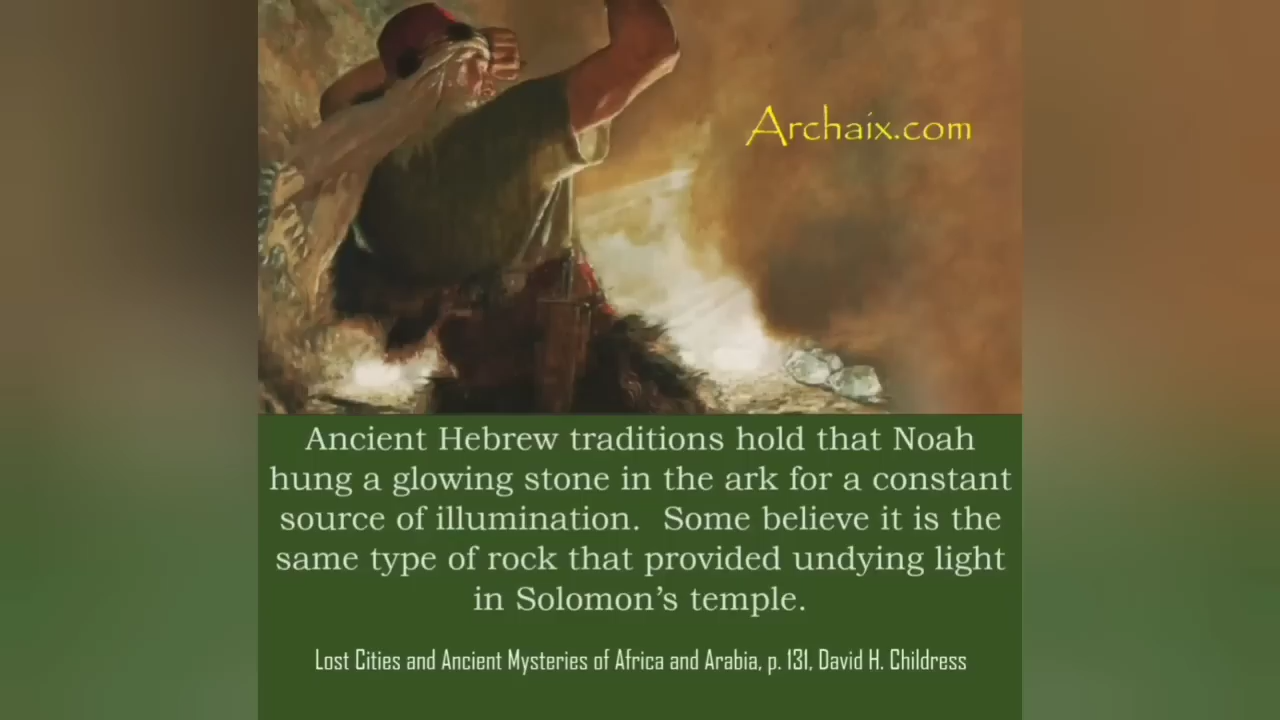 Archaix.com
Ancient Hebrew traditions hold that Noah
hung a glowing stone in the ark for a constant
source of illumination.  Some believe it is the
same type of rock that provided undying light
in Solomon’s temple.
Lost Cities and Ancient Mysteries of Africa and Arabia, p. 131, David H. Childress